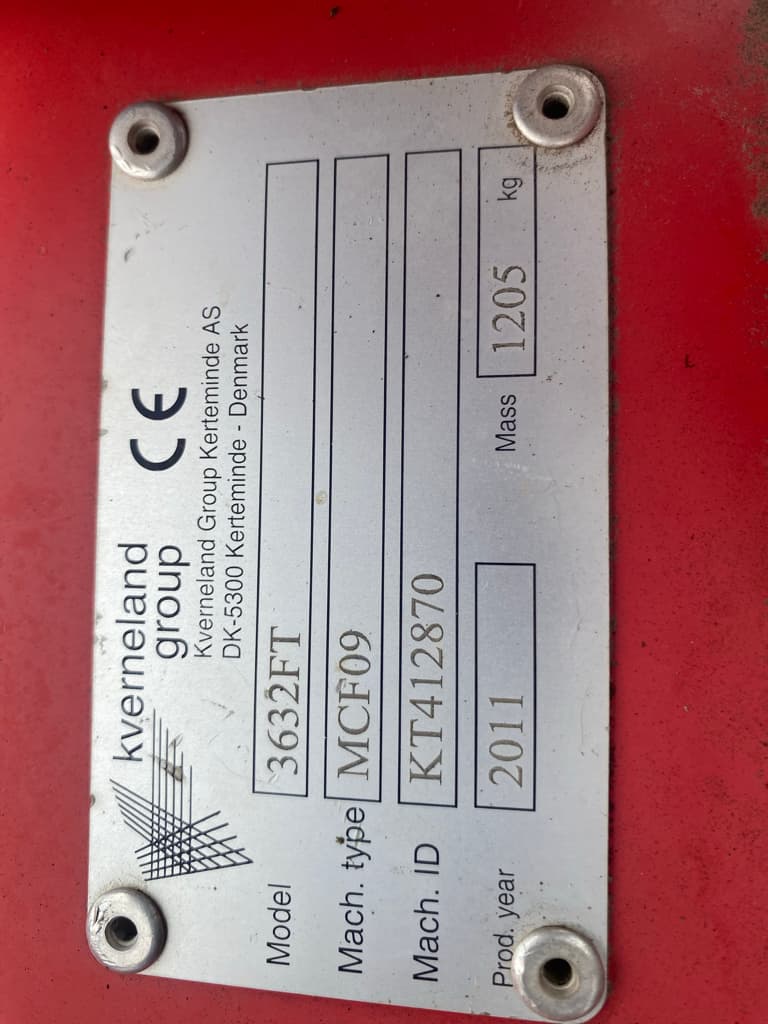 kverneland
group CE
Kverneland Group Kerteminde AS
DK-5300 Kerteminde - Denmark
Model 3632FT
Mach. type MCF09
Mach. ID KT412870
Prod. year 2011 Mass 1205 kg